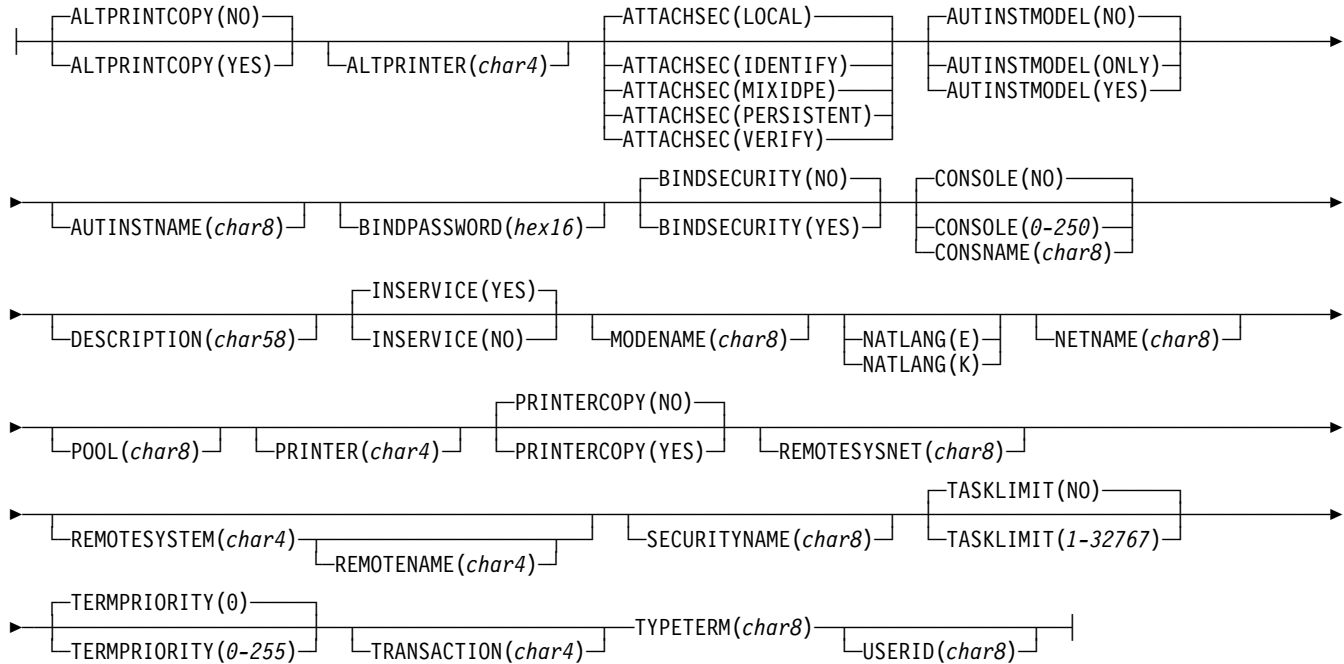 ALTPRINTCOPY(NO) ATTACHSEC(LOCAL) AUTINSTMODEL(NO)
ALTPRINTCOPY(YES) ALTPRINTER(char4) ATTACHSEC(IDENTIFY) AUTINSTMODEL(ONLY)
ATTACHSEC(MIXIDPE) AUTINSTMODEL(YES)
ATTACHSEC(PERSISTENT)
ATTACHSEC(VERIFY)
BINDSECURITY(NO) CONSOLE(NO)
AUTINSTNAME(char8) BINDPASSWORD(hex16) BINDSECURITY(YES) CONSOLE(0-250)
CONSNAME(char8)
INSERVICE(YES)
DESCRIPTION(char58) INSERVICE(NO) MODENAME(char8) NATLANG(E) NETNAME(char8)
NATLANG(K)
PRINTERCOPY(NO)
POOL(char8) PRINTER(char4) PRINTERCOPY(YES) REMOTESYSNET(char8)
TASKLIMIT(NO)
REMOTESYSTEM(char4) SECURITYNAME(char8) TASKLIMIT(1-32767)
REMOTENAME(char4)
TERMPRIORITY(0) TYPETERM(char8)
TERMPRIORITY(0-255) TRANSACTION(char4) USERID(char8)